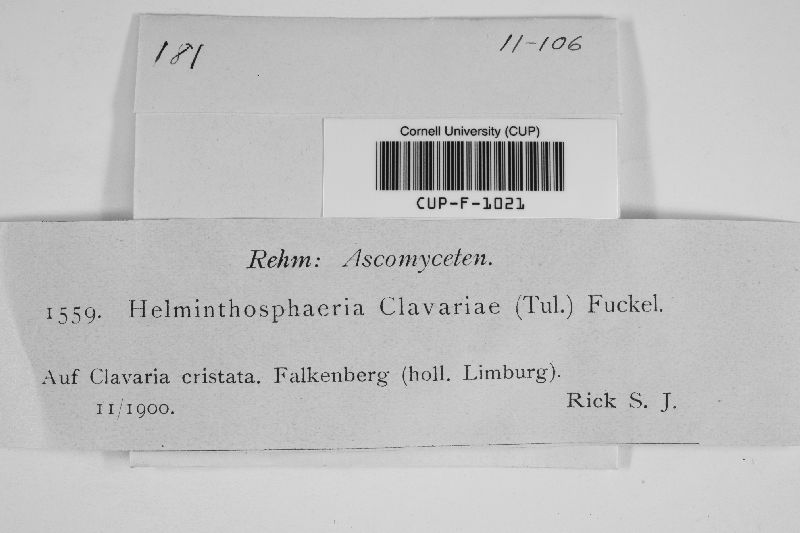 181
11-106
Cornell University (CUP)
CUP-F-1021
Rehm: Ascomyceten.
1559. Helminthosphaeria Clavariae (Tul.) Fuckel.
Auf Clavaria cristata. Falkenberg (holl. Limburg).
11/1900.
Rick S. J.